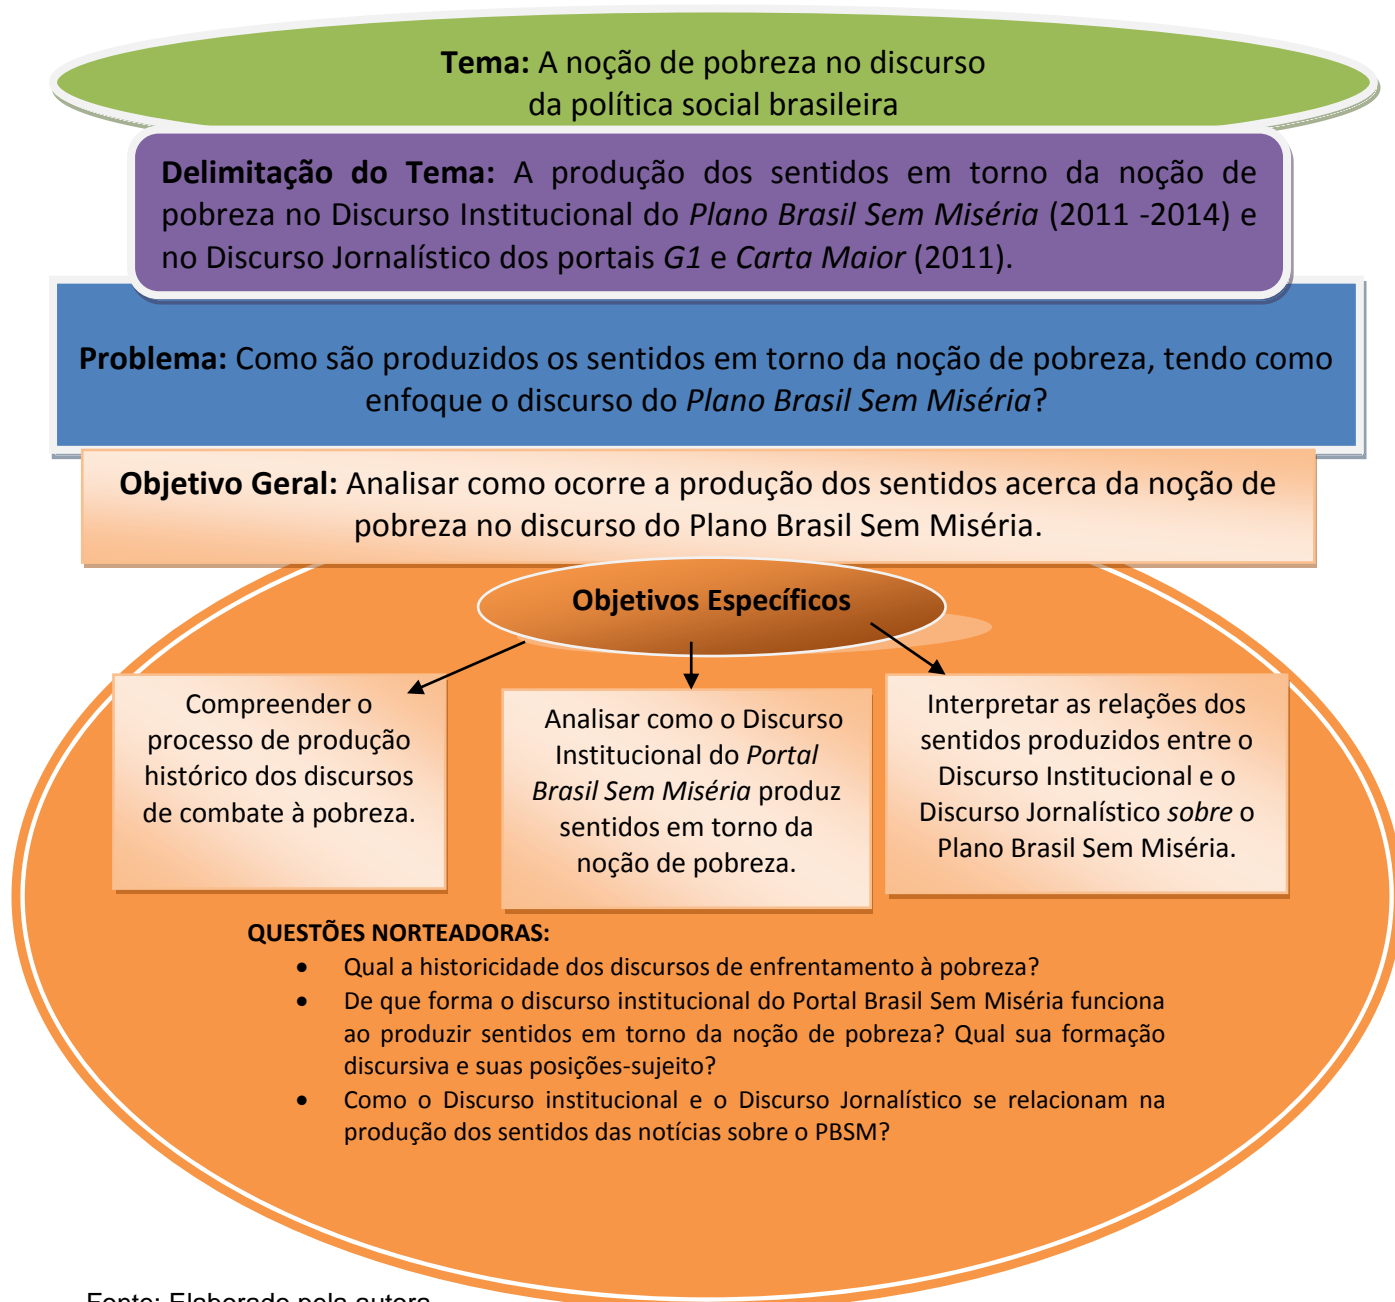 Tema: A noção de pobreza no discurso
da política social brasileira
Delimitação do Tema: A produção dos sentidos em torno da noção de
pobreza no Discurso Institucional do Plano Brasil Sem Miséria (2011 -2014) e
no Discurso Jornalístico dos portais G1 e Carta Maior (2011).
Problema: Como são produzidos os sentidos em torno da noção de pobreza, tendo como
enfoque o discurso do Plano Brasil Sem Miséria?
Objetivo Geral: Analisar como ocorre a produção dos sentidos acerca da noção de
pobreza no discurso do Plano Brasil Sem Miséria.
Objetivos Específicos
Compreender o
processo de produção
histórico dos discursos
de combate à pobreza.
Analisar como o Discurso
Institucional do Portal
Brasil Sem Miséria produz
sentidos em torno da
noção de pobreza.
Interpretar as relações dos
sentidos produzidos entre o
Discurso Institucional e o
Discurso Jornalístico sobre o
Plano Brasil Sem Miséria.
QUESTÕES NORTEADORAS:
• Qual a historicidade dos discursos de enfrentamento à pobreza?
• De que forma o discurso institucional do Portal Brasil Sem Miséria funciona
ao produzir sentidos em torno da noção de pobreza? Qual sua formação
discursiva e suas posições-sujeito?
• Como o Discurso institucional e o Discurso Jornalístico se relacionam na
produção dos sentidos das notícias sobre o PBSM?
Fonte: Elaborado pela autora